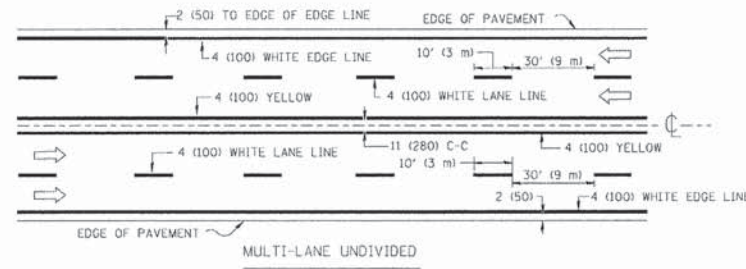 2 (50) TO EDGE OF EDGE LINE
EDGE OF PAVEMENT
4 (100) WHITE EDGE LINE
10' (3 m)
30' (9 m)
4 (100) YELLOW
4 (100) WHITE LANE LINE
℄
4 (100) WHITE LANE LINE
11 (280) C-C
4 (100) YELLOW
10' (3 m)
30' (9 m)
2 (50)
4 (100) WHITE EDGE LINE
EDGE OF PAVEMENT
MULTI-LANE UNDIVIDED